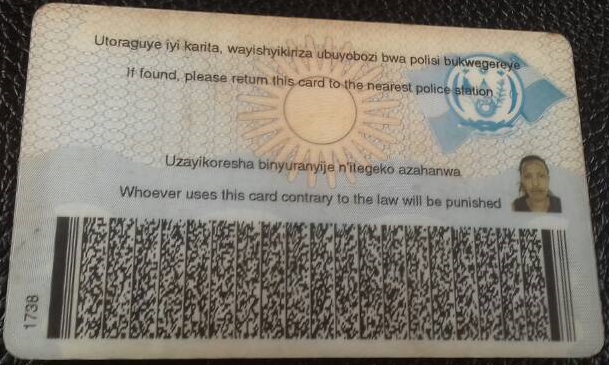 Utoraguye iyi karita, wayishyikiriza ubuyobozi bwa polisi bukwegereye
If found, please return this card to the nearest police station
Uzayikoresha binyuranyije n'itegeko azahanwa
Whoever uses this card contrary to the law will be punished
1738